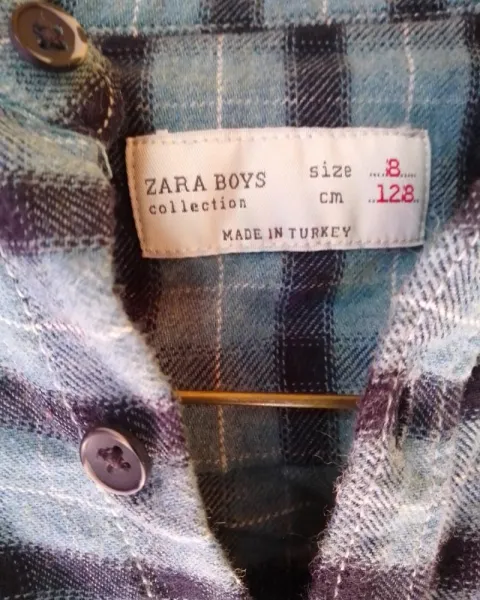 ZARA BOYS size 8
collection cm 128
MADE IN TURKEY